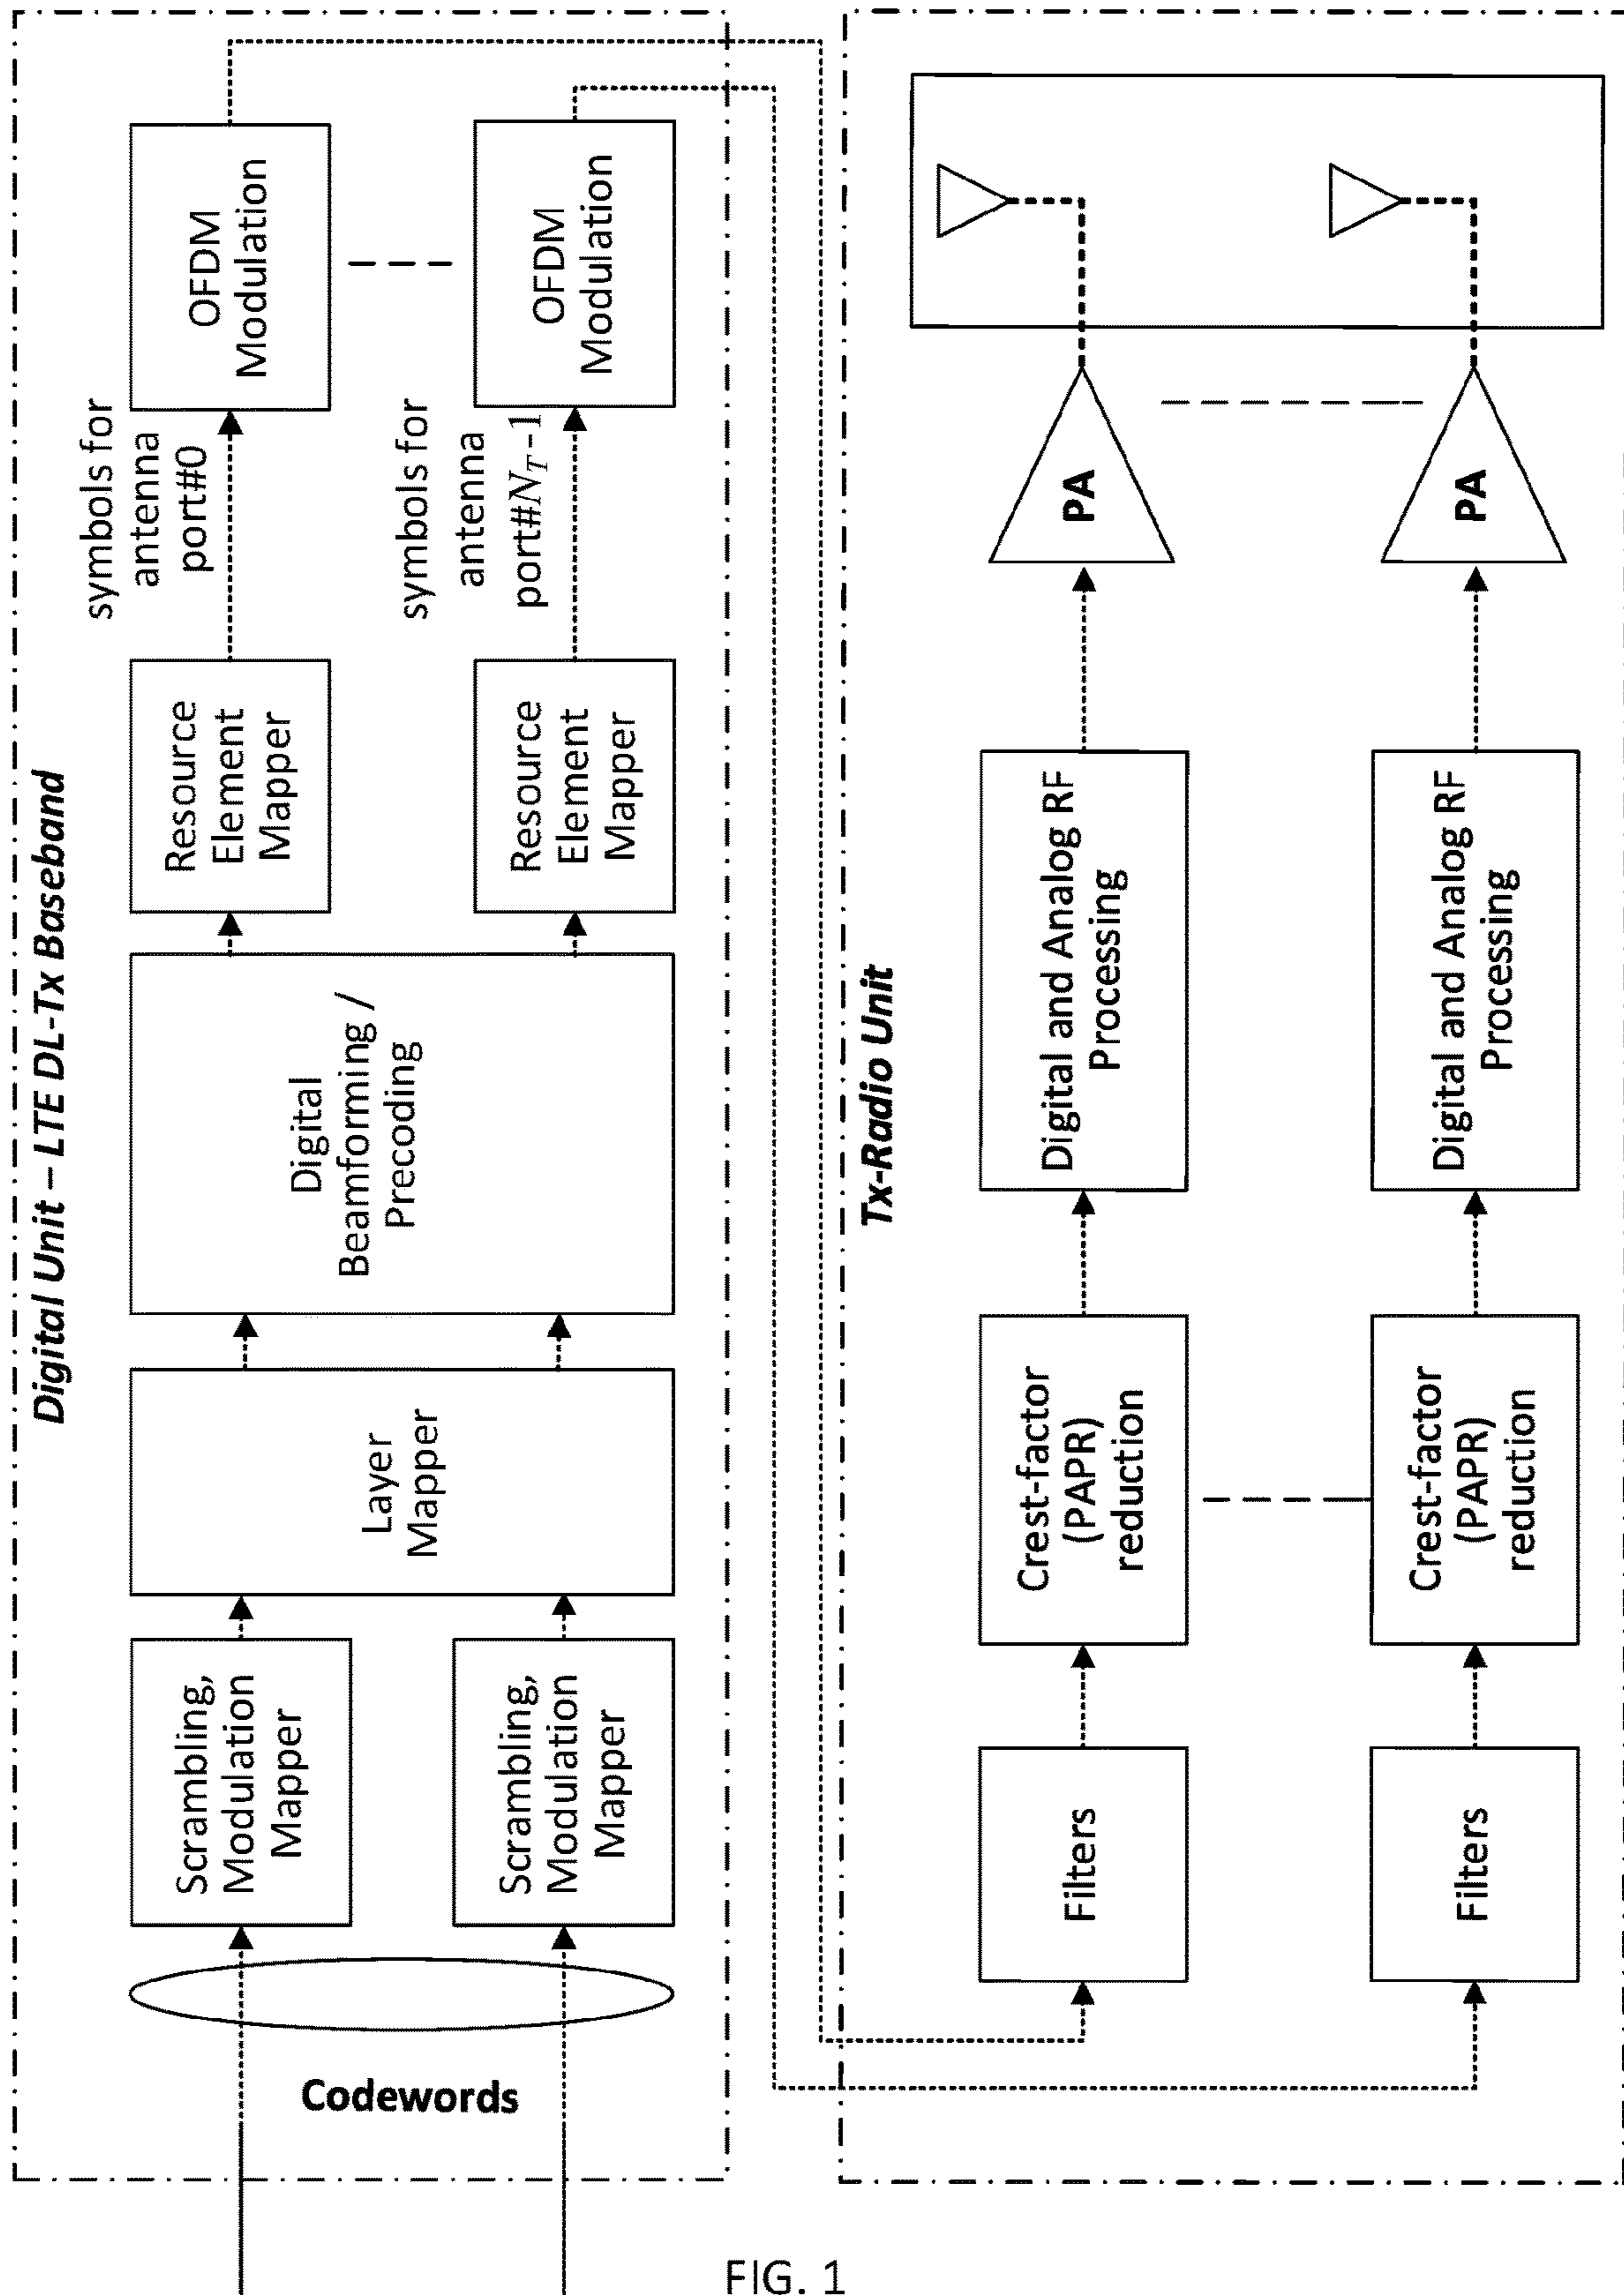 Digital Unit – LTE DL-Tx Baseband
Codewords
Scrambling,
Modulation
Mapper
Scrambling,
Modulation
Mapper
Layer
Mapper
Digital
Beamforming /
Precoding
Resource
Element
Mapper
Resource
Element
Mapper
symbols for
antenna
port#0
symbols for
antenna
port#N_T-1
OFDM
Modulation
OFDM
Modulation
Tx-Radio Unit
Filters
Filters
Crest-factor
(PAPR)
reduction
Crest-factor
(PAPR)
reduction
Digital and Analog RF
Processing
Digital and Analog RF
Processing
PA
PA
FIG. 1